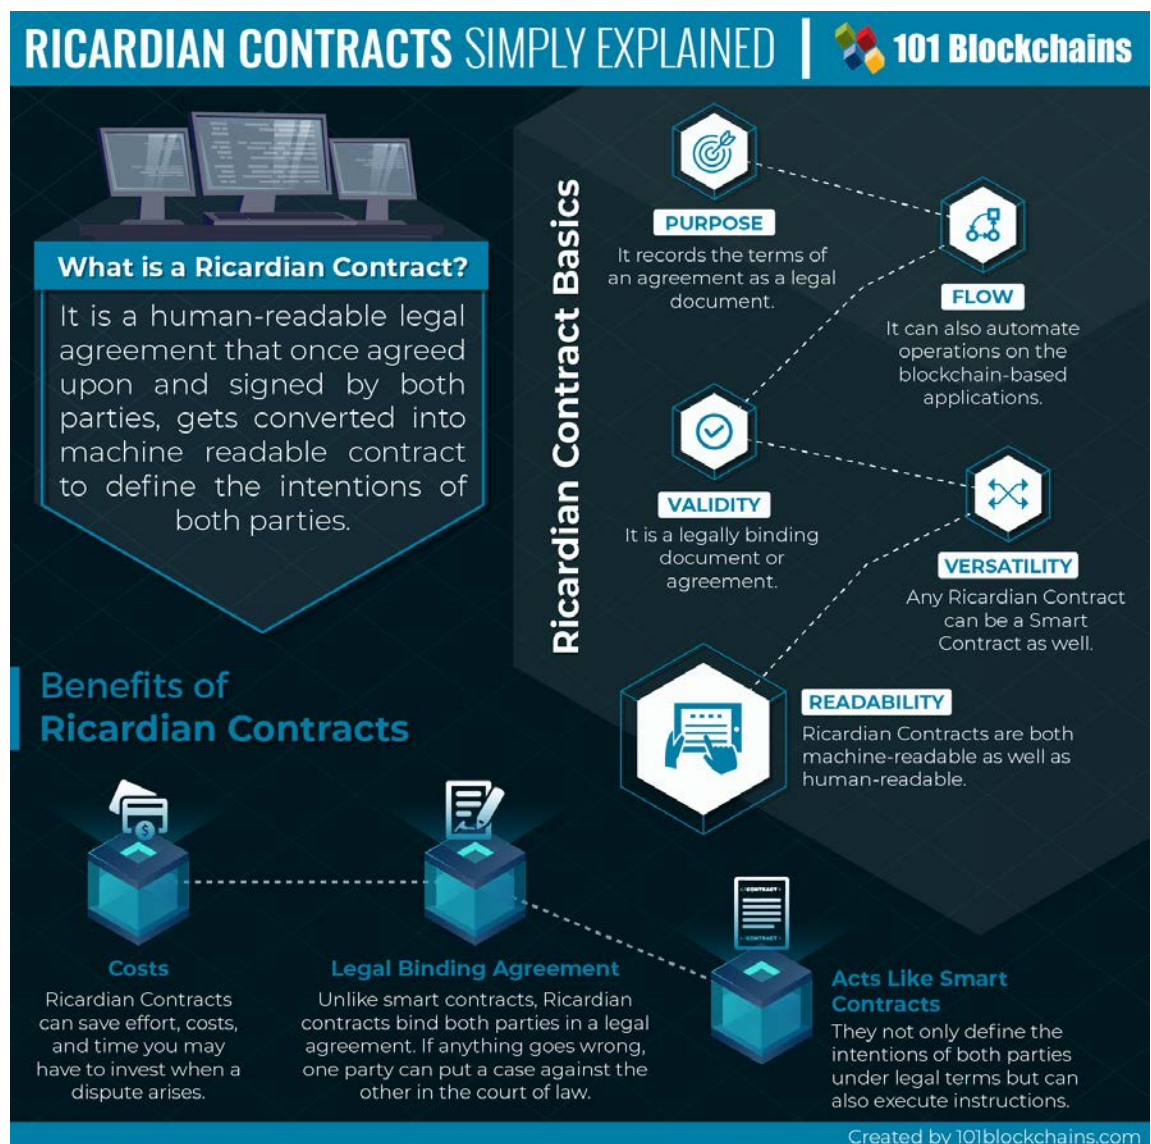 RICARDIAN CONTRACTS SIMPLY EXPLAINED
101 Blockchains
What is a Ricardian Contract?
It is a human-readable legal
agreement that once agreed
upon and signed by both
parties, gets converted into
machine readable contract
to define the intentions of
both parties.
Ricardian Contract Basics
PURPOSE
It records the terms of
an agreement as a legal
document.
FLOW
It can also automate
operations on the
blockchain-based
applications.
VALIDITY
It is a legally binding
document or
agreement.
VERSATILITY
Any Ricardian Contract
can be a Smart
Contract as well.
READABILITY
Ricardian Contracts are both
machine-readable as well as
human-readable.
Benefits of
Ricardian Contracts
$
Costs
Ricardian Contracts
can save effort, costs,
and time you may
have to invest when a
dispute arises.
Legal Binding Agreement
Unlike smart contracts, Ricardian
contracts bind both parties in a legal
agreement. If anything goes wrong,
one party can put a case against the
other in the court of law.
CONTRACT
CONTRACT
Acts Like Smart
Contracts
They not only define the
intentions of both parties
under legal terms but can
also execute instructions.
Created by 101blockchains.com